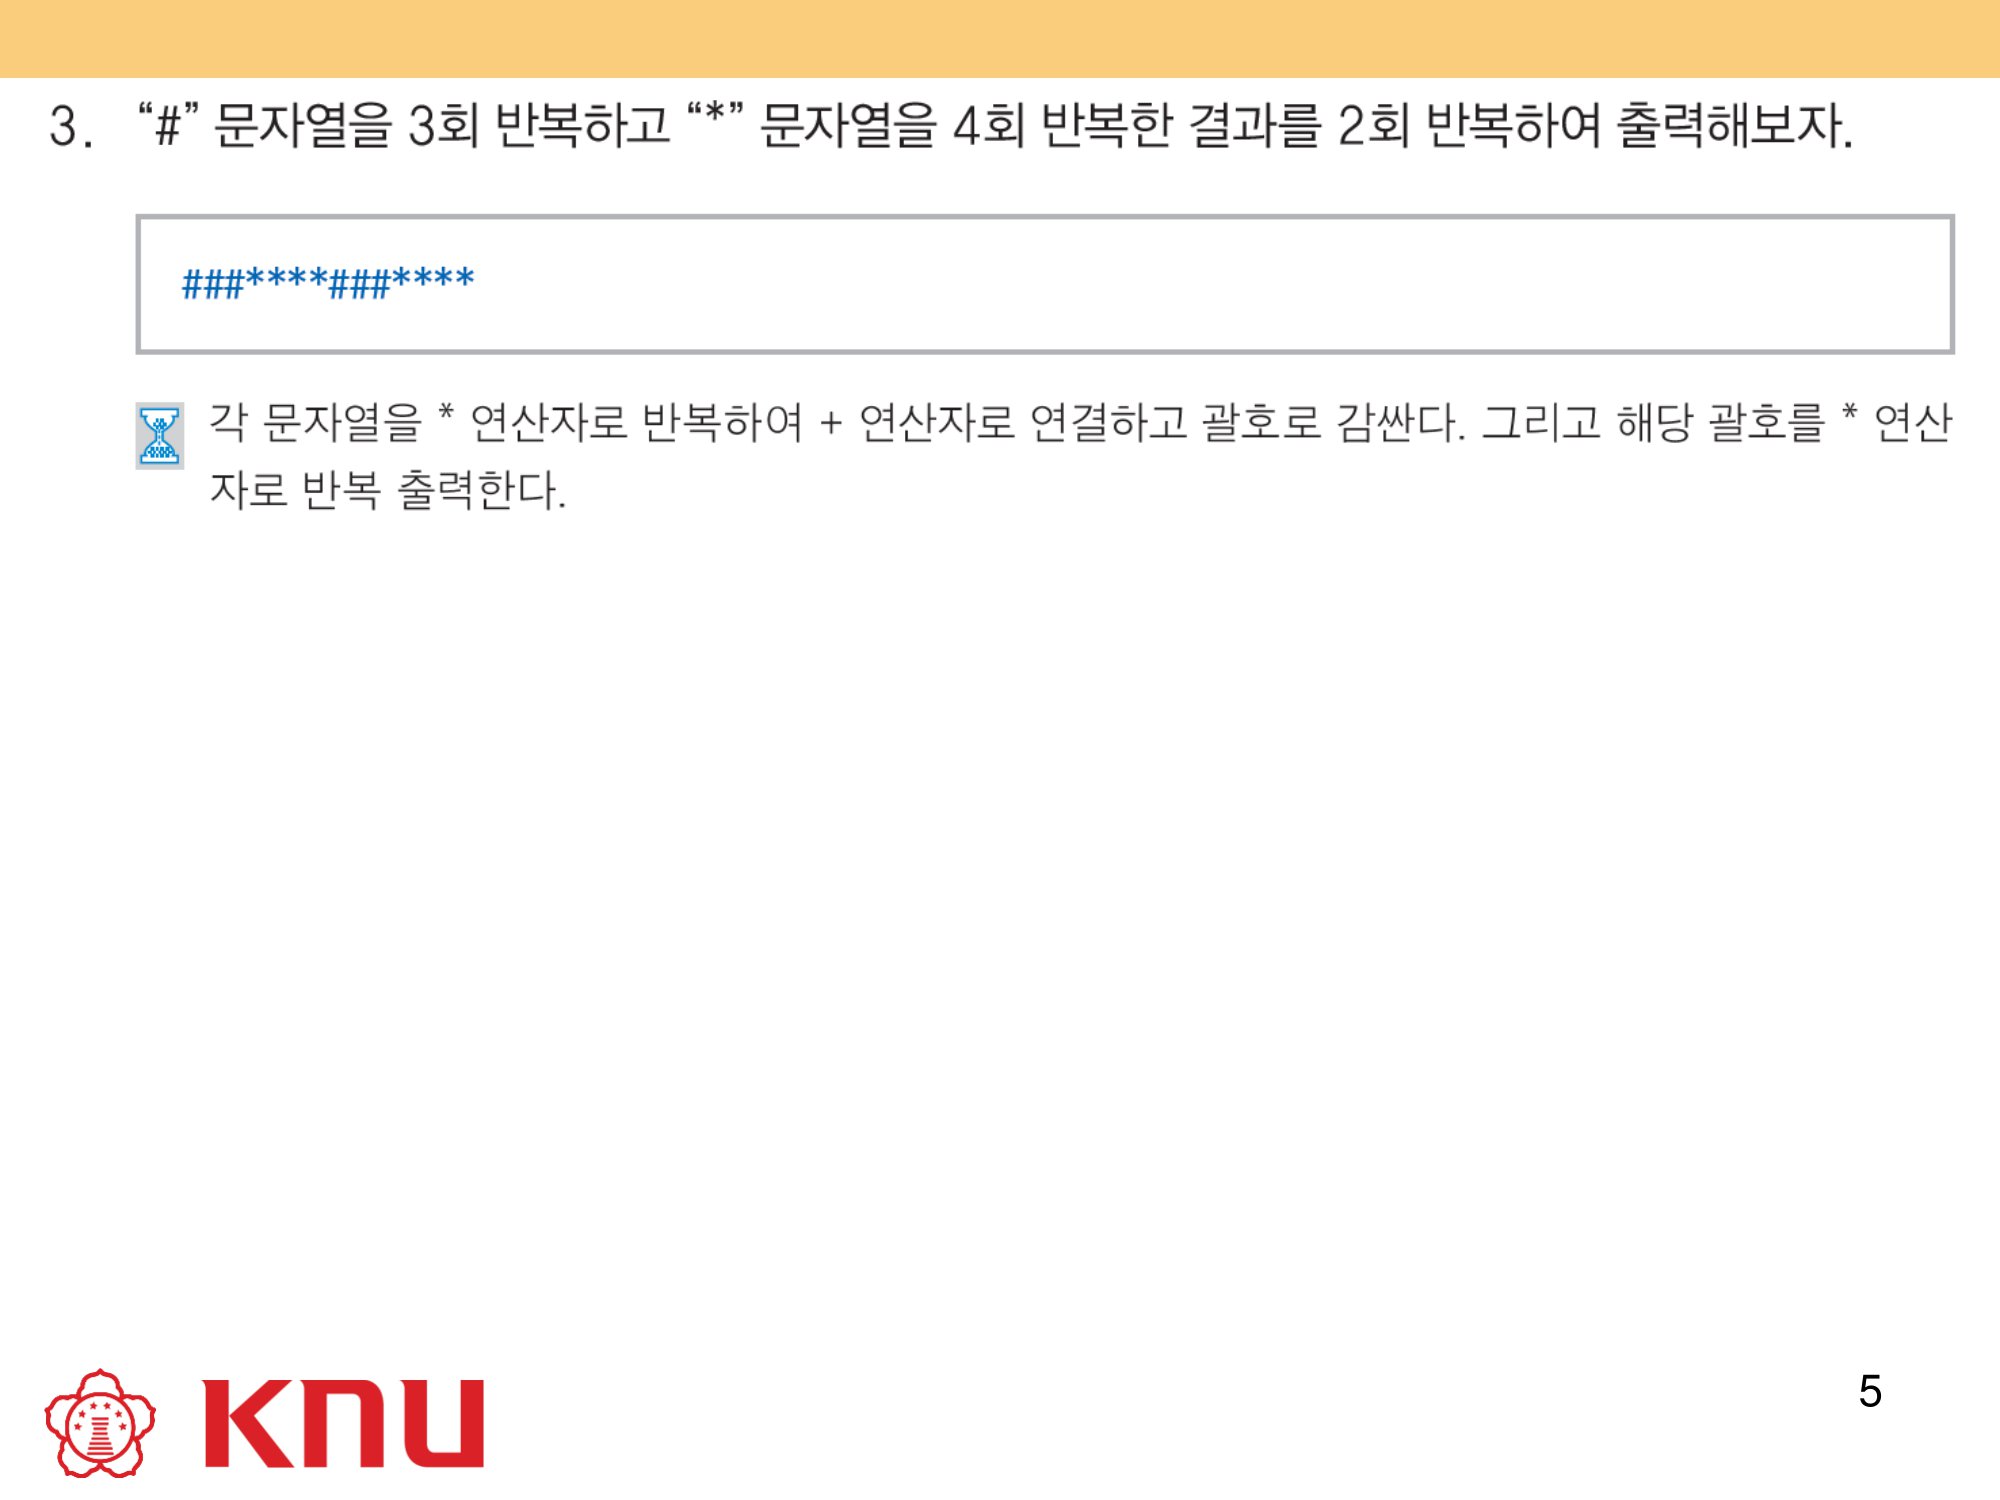 3. “#” 문자열을 3회 반복하고 “*” 문자열을 4회 반복한 결과를 2회 반복하여 출력해보자.
###****###****
각 문자열을 * 연산자로 반복하여 + 연산자로 연결하고 괄호로 감싼다. 그리고 해당 괄호를 * 연산
자로 반복 출력한다.
KNU
5